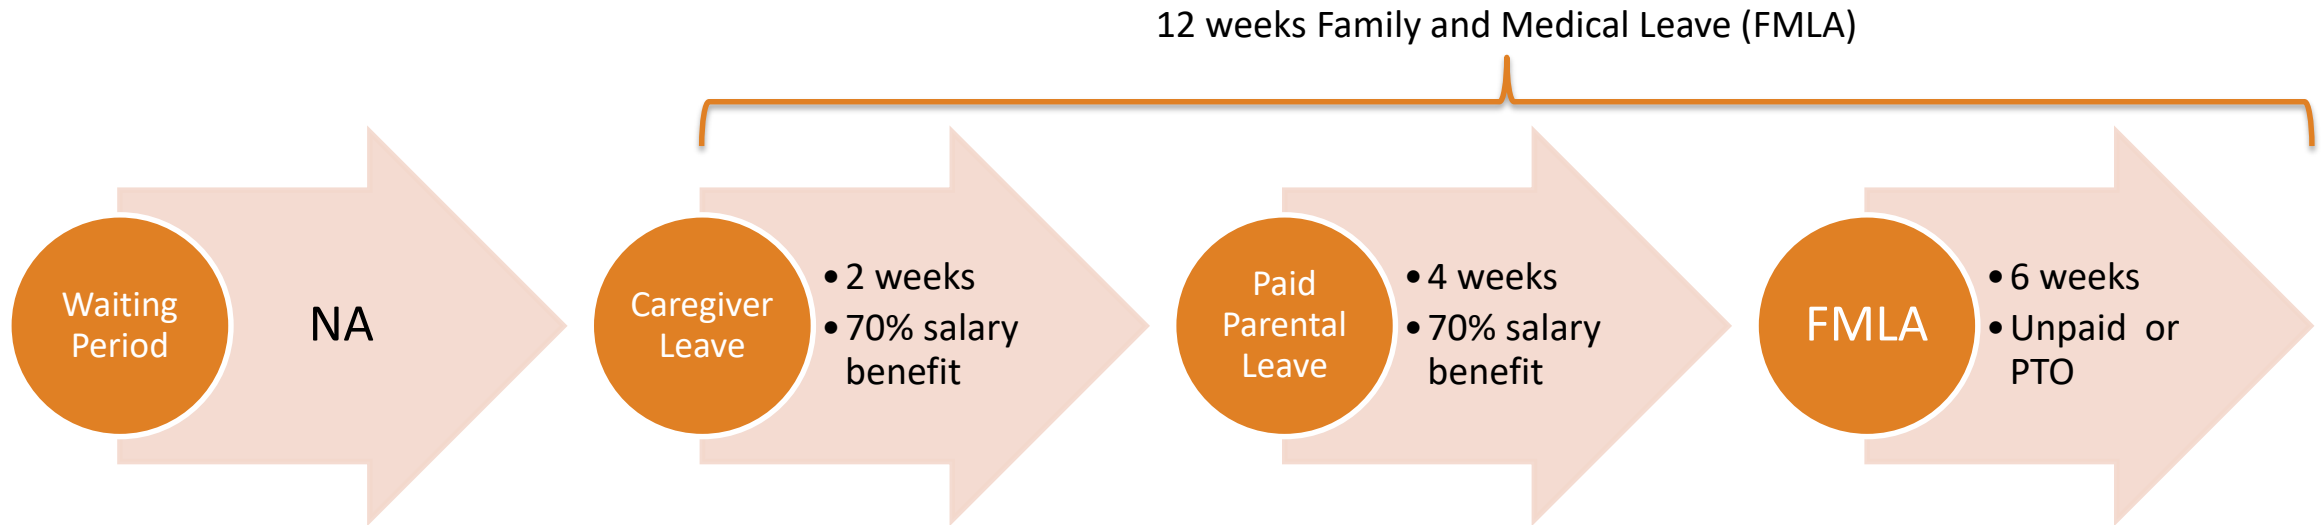 12 weeks Family and Medical Leave (FMLA)
Waiting
Period
NA
Caregiver
Leave
• 2 weeks
• 70% salary
benefit
Paid
Parental
Leave
• 4 weeks
• 70% salary
benefit
FMLA
• 6 weeks
• Unpaid or
PTO